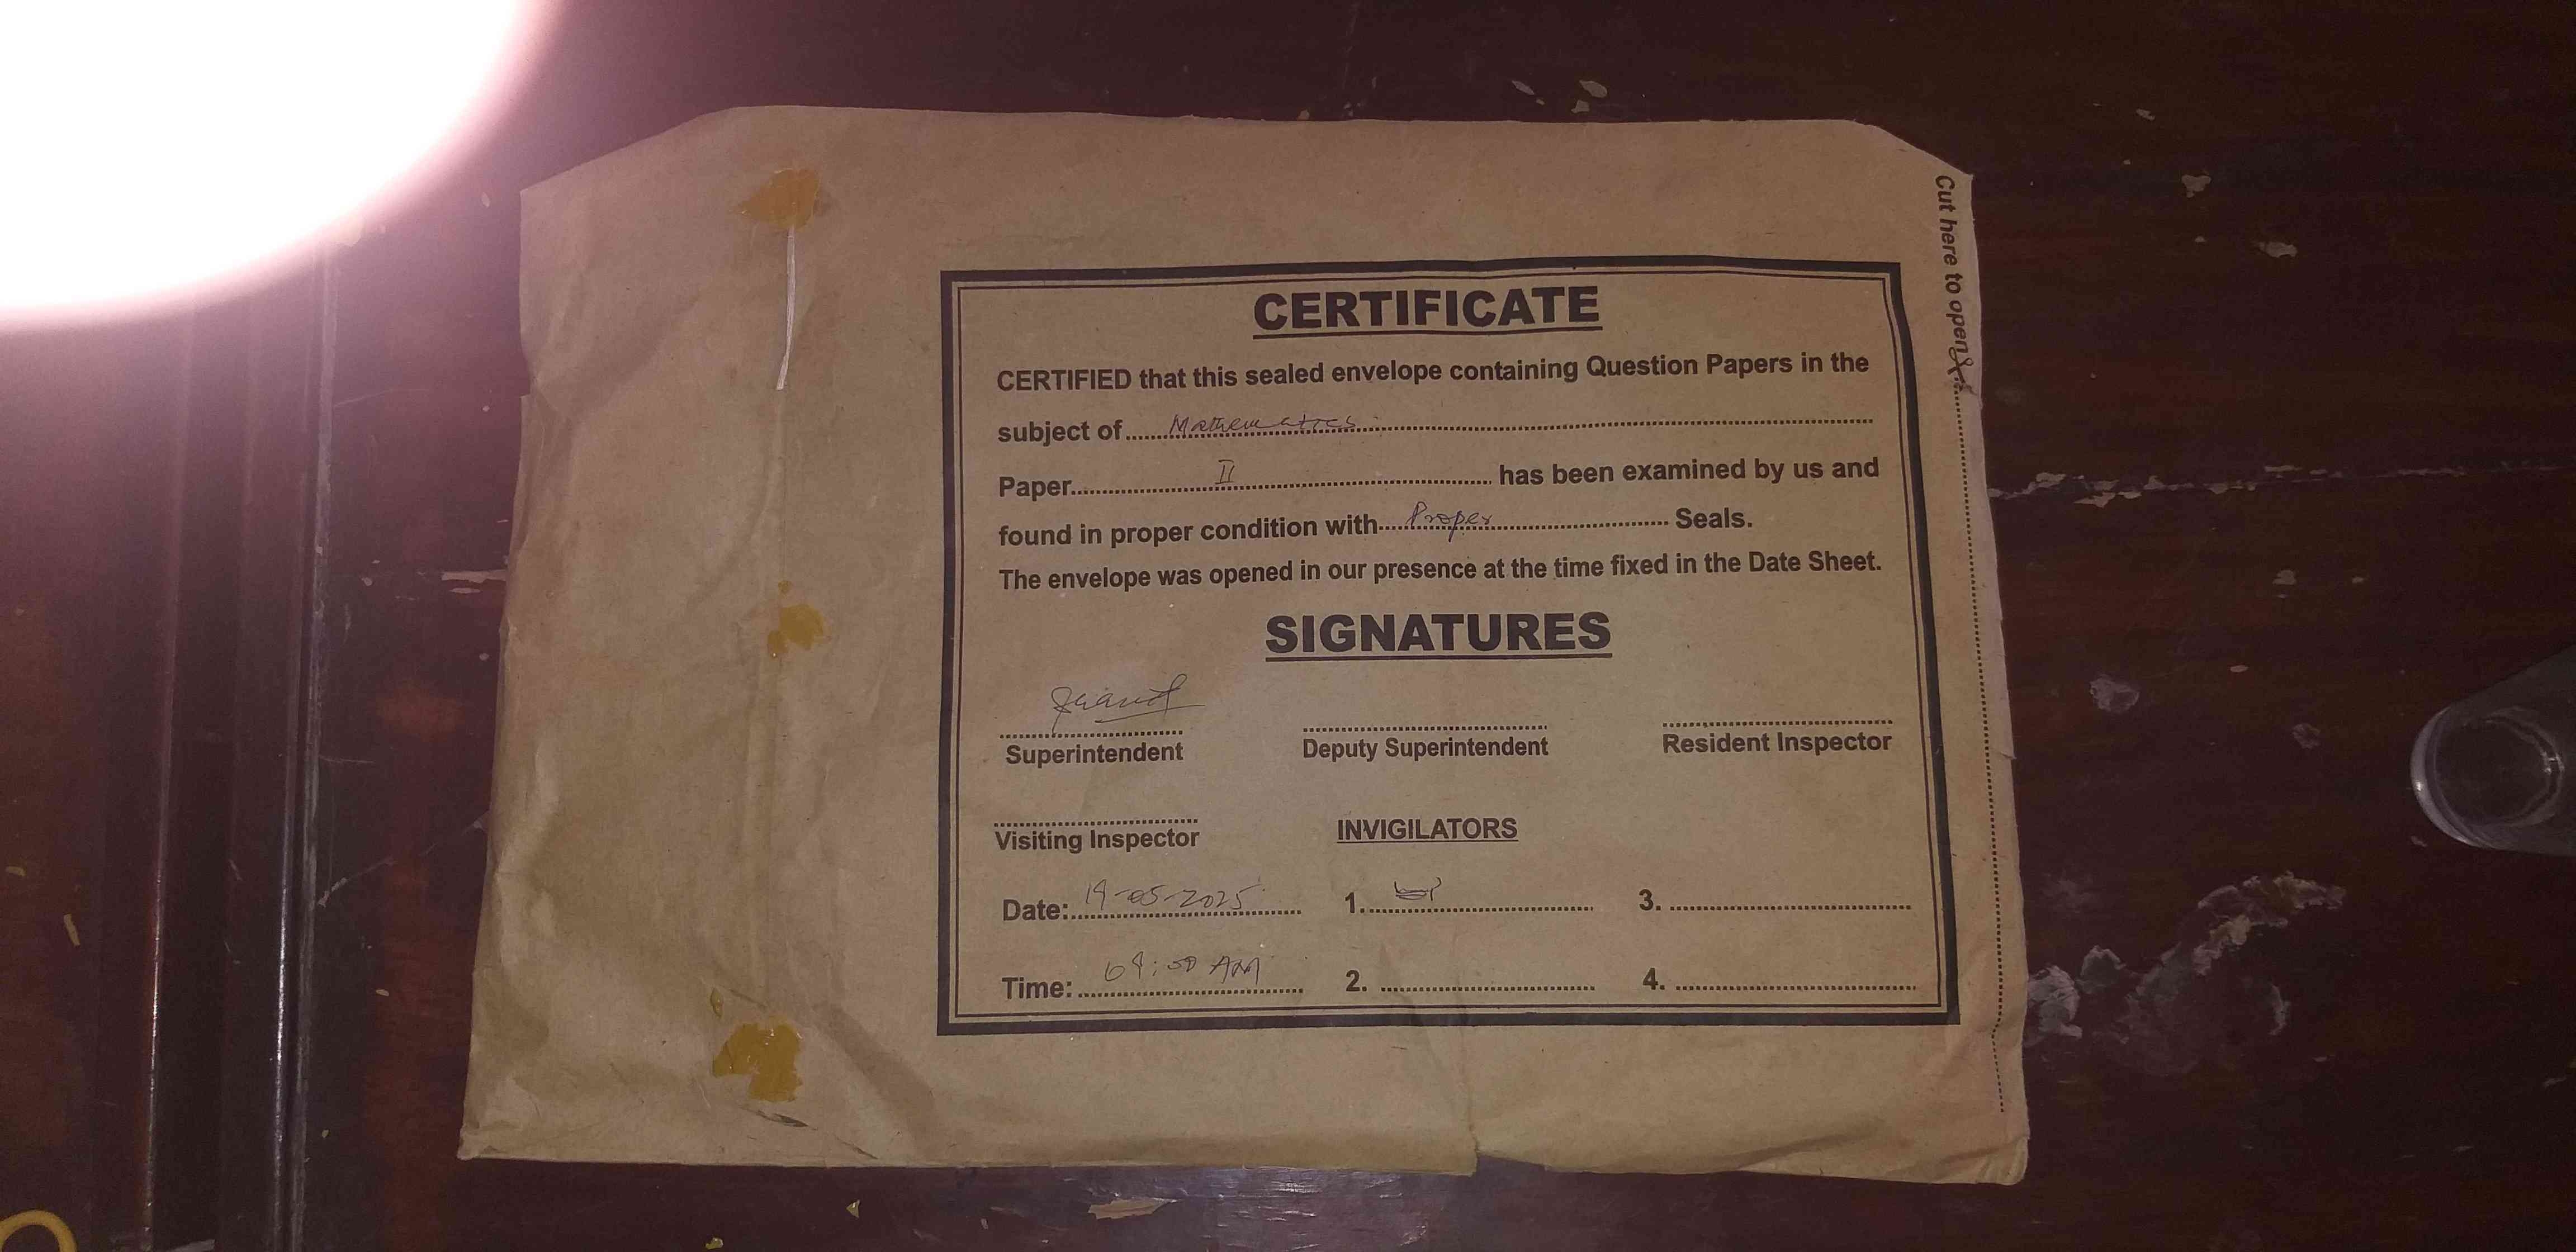 Cut here to open
CERTIFICATE
CERTIFIED that this sealed envelope containing Question Papers in the
subject of Mathematics
Paper II has been examined by us and
found in proper condition with Proper Seals.
The envelope was opened in our presence at the time fixed in the Date Sheet.
SIGNATURES
Superintendent Deputy Superintendent Resident Inspector
Visiting Inspector INVIGILATORS
Date: 19-05-2025 1. 3.
Time: 09:00 AM 2. 4.